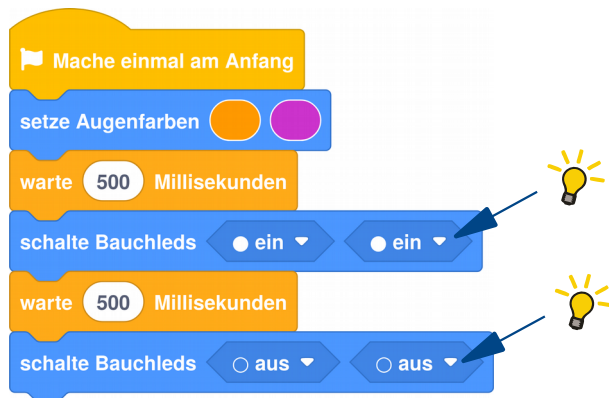 Mache einmal am Anfang
setze Augenfarben
warte 500 Millisekunden
schalte Bauchleds ein ein
warte 500 Millisekunden
schalte Bauchleds aus aus